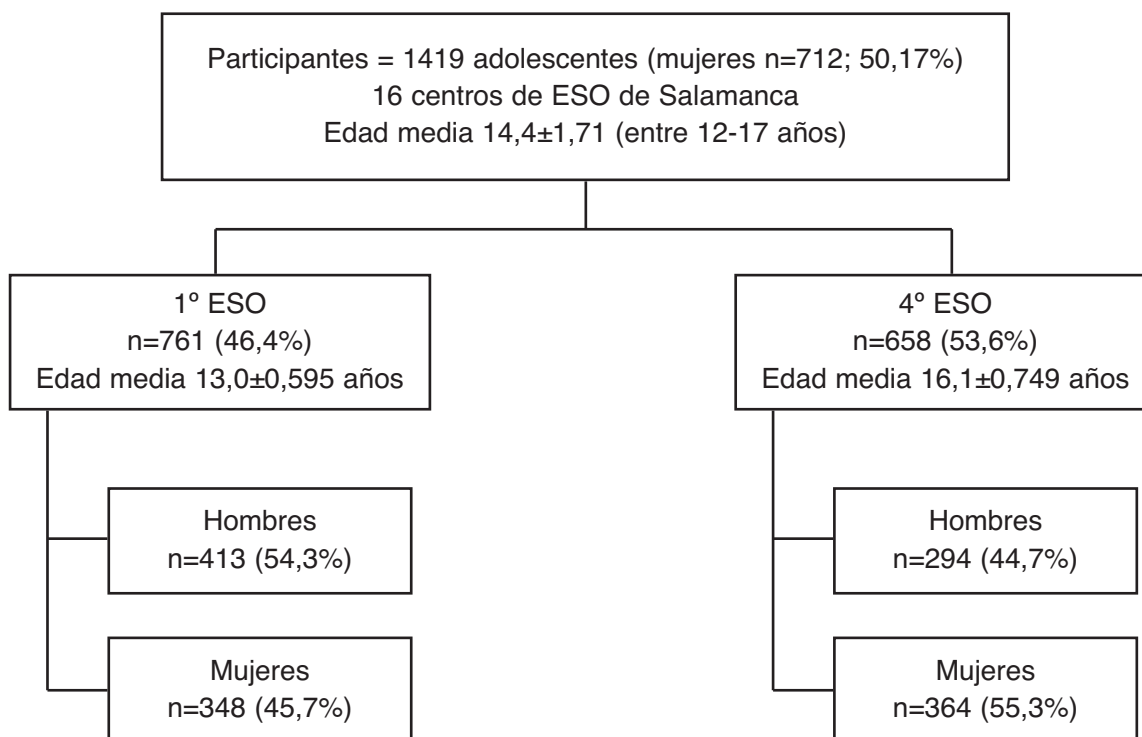 Participantes = 1419 adolescentes (mujeres n=712; 50,17%)
16 centros de ESO de Salamanca
Edad media 14,4±1,71 (entre 12-17 años)
1º ESO
n=761 (46,4%)
Edad media 13,0±0,595 años
4º ESO
n=658 (53,6%)
Edad media 16,1±0,749 años
Hombres
n=413 (54,3%)
Hombres
n=294 (44,7%)
Mujeres
n=348 (45,7%)
Mujeres
n=364 (55,3%)